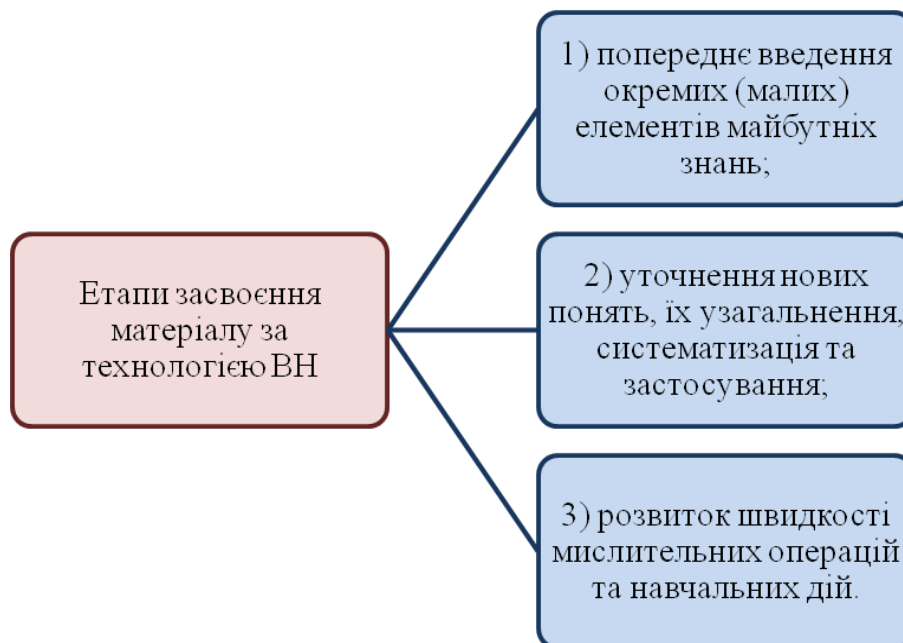 Етапи засвоєння
матеріалу за
технологією ВН
1) попереднє введення
окремих (малих)
елементів майбутніх
знань;
2) уточнення нових
понять, їх узагальнення,
систематизація та
застосування;
3) розвиток швидкості
мислительних операцій
та навчальних дій.